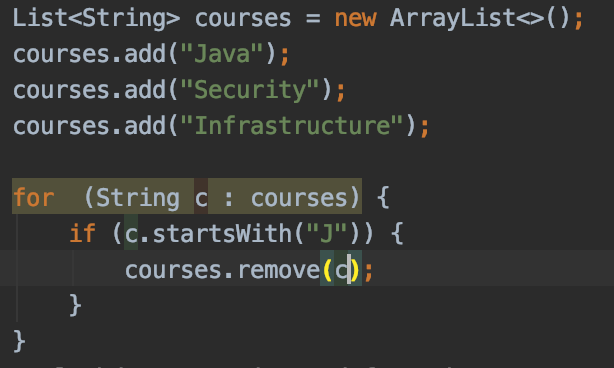 List<String> courses = new ArrayList<>();
courses.add("Java");
courses.add("Security");
courses.add("Infrastructure");
for  (String c : courses) {
if (c.startsWith("J")) {
courses.remove(c);
}
}